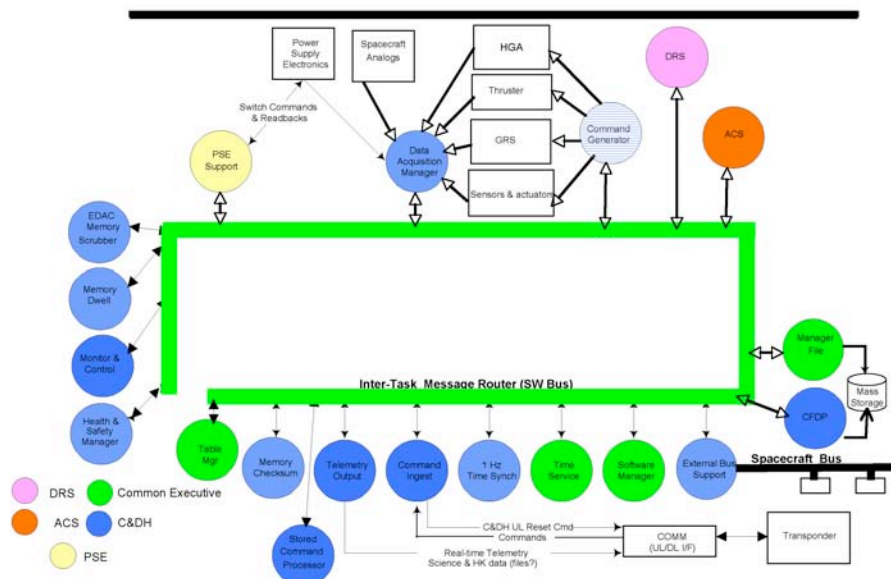 Power
Supply
Electronics
Spacecraft
Analogs
HGA
DRS
Thruster
Switch Commands
& Readbacks
Command
Generator
ACS
PSE
Support
Data
Acquisition
Manager
GRS
Sensors & actuators
EDAC
Memory
Scrubber
Memory
Dwell
Monitor &
Control
Health &
Safety
Manager
Manager
File
Mass
Storage
CFDP
Inter-Task Message Router (SW Bus)
Table
Mgr
Memory
Checksum
Telemetry
Output
Command
Ingest
1 Hz
Time Synch
Time
Service
Software
Manager
External Bus
Support
Spacecraft Bus
DRS
Common Executive
ACS
C&DH
PSE
Stored
Command
Processor
C&DH UL Reset Cmd
Commands
Real-time Telemetry
Science & HK data (files?)
COMM
(UL/DL I/F)
Transponder